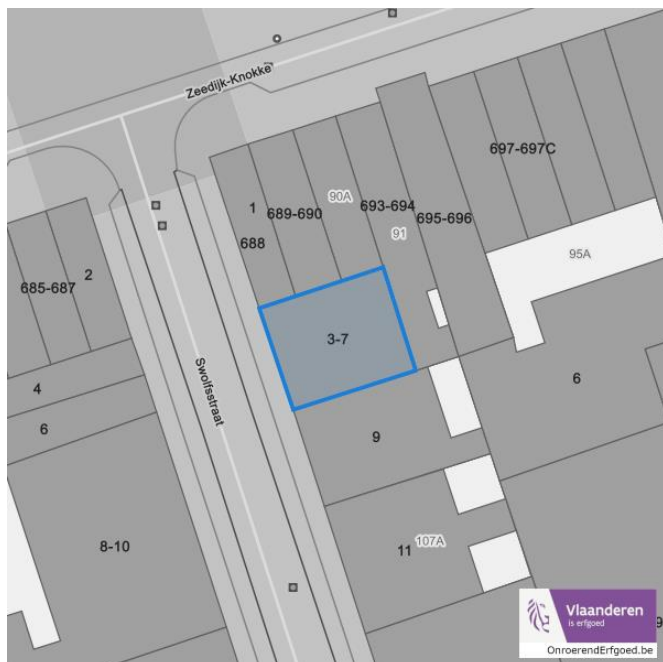 Zeedijk-Knokke
697-697C
1
90A
689-690
693-694
695-696
688
91
95A
685-687
2
3-7
Swolfsstraat
4
6
6
9
8-10
11
107A
9
Vlaanderen
is erfgoed
OnroerendErfgoed.be